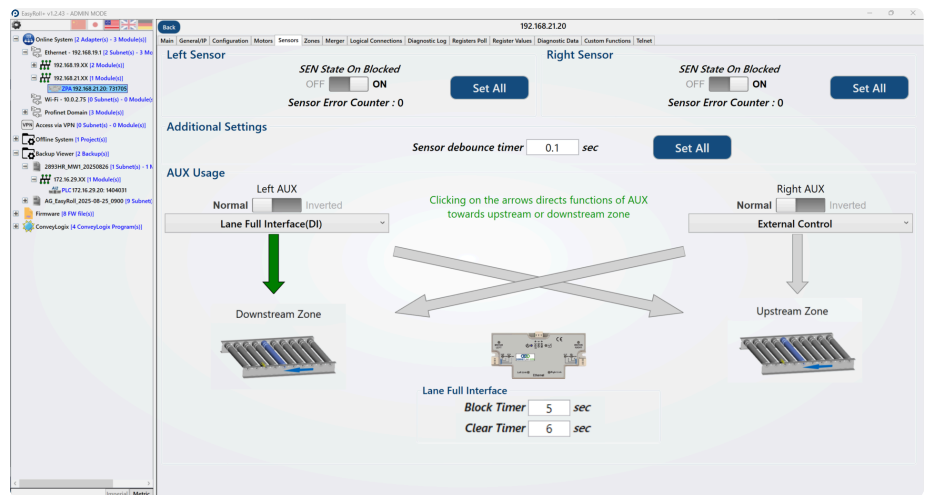 EasyRoll+ v1.2.43 - ADMIN MODE
192.168.21.20
Back
Main General/IP Configuration Motors Sensors Zones Merger Logical Connections Diagnostic Log Registers Poll Register Values Diagnostic Data Custom Functions Telnet
Online System [2 Adapter(s) - 3 Module(s)]
Ethernet - 192.168.19.1 [2 Subnet(s) - 3 Mo
192.168.19.XX [2 Module(s)]
192.168.21.XX [1 Module(s)]
ZPA 192.168.21.20: 731705
Wi-Fi - 10.0.2.75 [0 Subnet(s) - 0 Module(s
Profinet Domain [3 Module(s)]
VPN Access via VPN [0 Subnet(s) - 0 Module(s)]
Offline System [1 Project(s)]
Backup Viewer [2 Backup(s)]
2893HR_MW1_20250826 [1 Subnet(s) - 1 M
172.16.29.XX [1 Module(s)]
PLC 172.16.29.20: 1404031
AG_EasyRoll_2025-08-25_0900 [9 Subnet(
Firmware [8 FW file(s)]
ConveyLogix [4 ConveyLogix Program(s)]
Imperial Metric
Left Sensor
SEN State On Blocked
OFF ON
Set All
Sensor Error Counter : 0
Right Sensor
SEN State On Blocked
OFF ON
Set All
Sensor Error Counter : 0
Additional Settings
Sensor debounce timer 0.1 sec
Set All
AUX Usage
Left AUX
Normal Inverted
Lane Full Interface(DI)
Clicking on the arrows directs functions of AUX
towards upstream or downstream zone
Right AUX
Normal Inverted
External Control
Downstream Zone
Upstream Zone
Lane Full Interface
Block Timer 5 sec
Clear Timer 6 sec